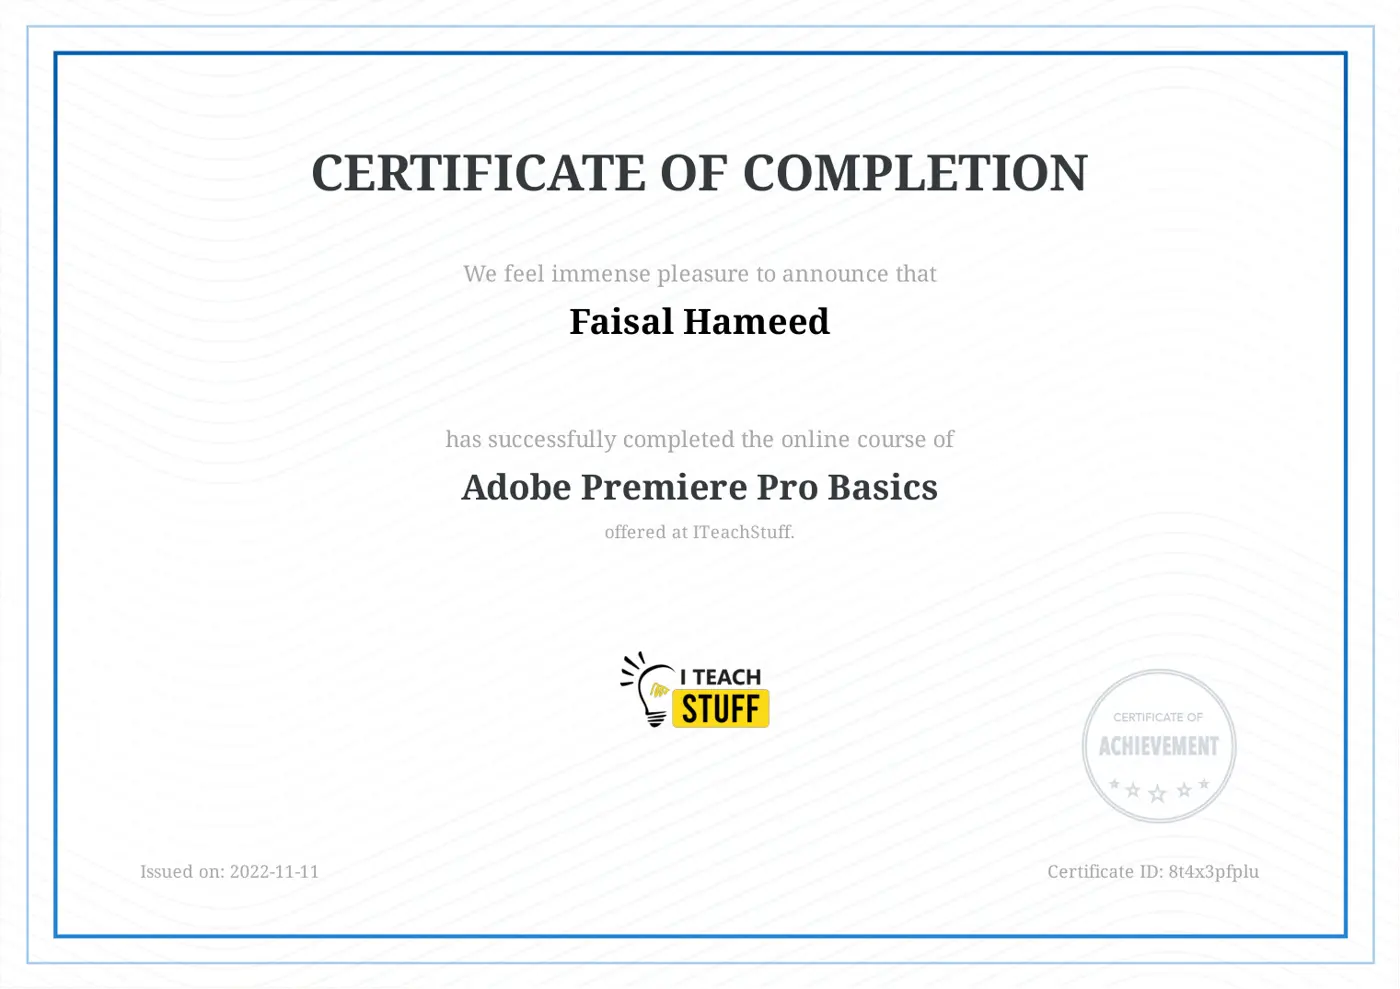 CERTIFICATE OF COMPLETION
We feel immense pleasure to announce that
Faisal Hameed
has successfully completed the online course of
Adobe Premiere Pro Basics
offered at ITeachStuff.
I TEACH
STUFF
CERTIFICATE OF
ACHIEVEMENT
Issued on: 2022-11-11
Certificate ID: 8t4x3pfplu